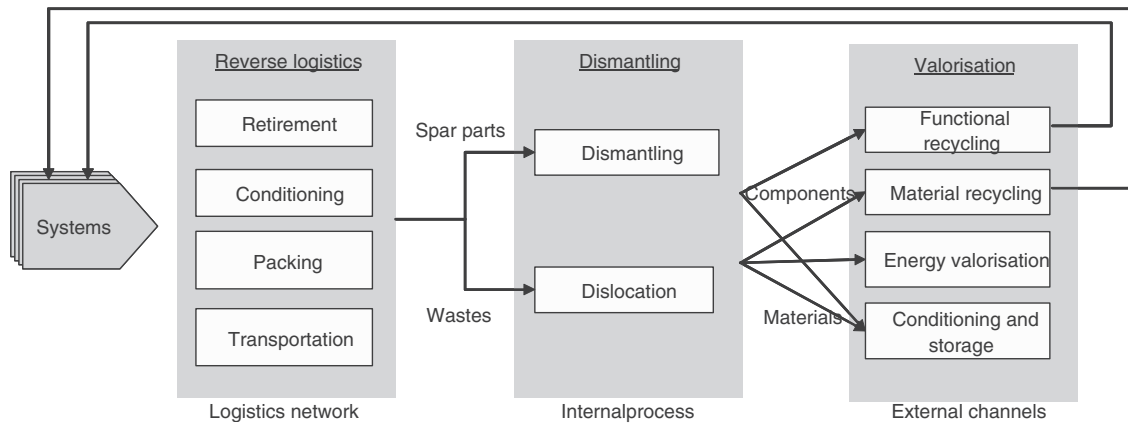 Systems
Reverse logistics
Retirement
Conditioning
Packing
Transportation
Logistics network
Spar parts
Wastes
Dismantling
Dismantling
Dislocation
Internalprocess
Components
Materials
Valorisation
Functional
recycling
Material recycling
Energy valorisation
Conditioning and
storage
External channels